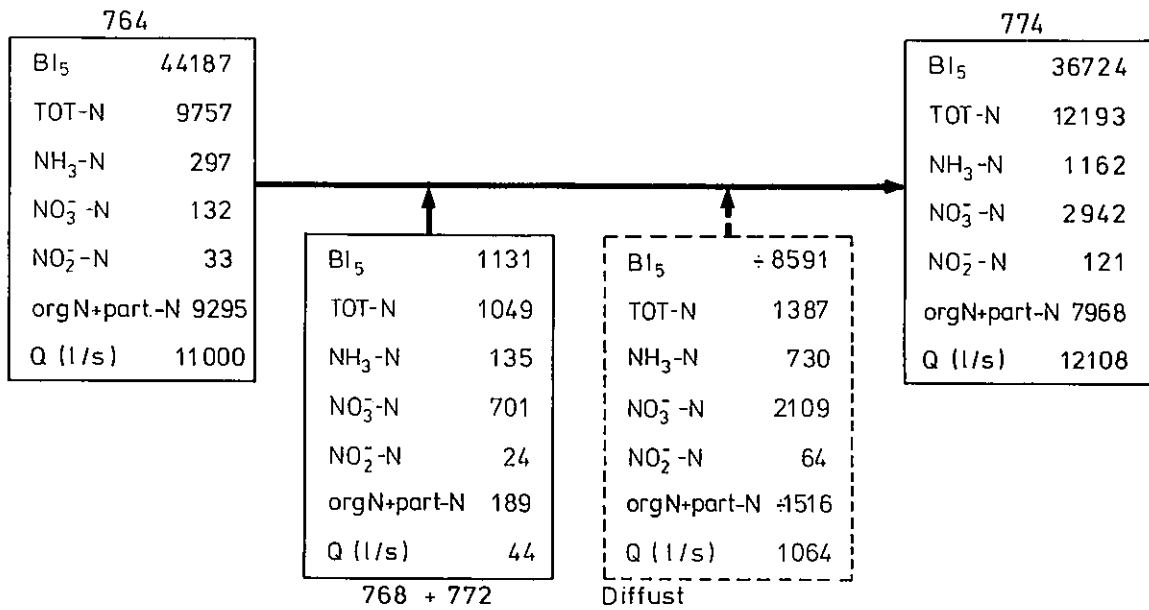 764
BI₅ 44187
TOT-N 9757
NH₃-N 297
NO₃⁻-N 132
NO₂⁻-N 33
orgN+part.-N 9295
Q (l/s) 11000
BI₅ 1131
TOT-N 1049
NH₃-N 135
NO₃⁻-N 701
NO₂⁻-N 24
orgN+part-N 189
Q (l/s) 44
768 + 772
BI₅ ÷8591
TOT-N 1387
NH₃-N 730
NO₃⁻-N 2109
NO₂⁻-N 64
orgN+part-N ÷1516
Q (l/s) 1064
Diffust
774
BI₅ 36724
TOT-N 12193
NH₃-N 1162
NO₃⁻-N 2942
NO₂⁻-N 121
orgN+part-N 7968
Q (l/s) 12108